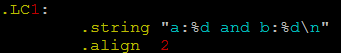 .LC1:
.string "a:%d and b:%d\n"
.align 2